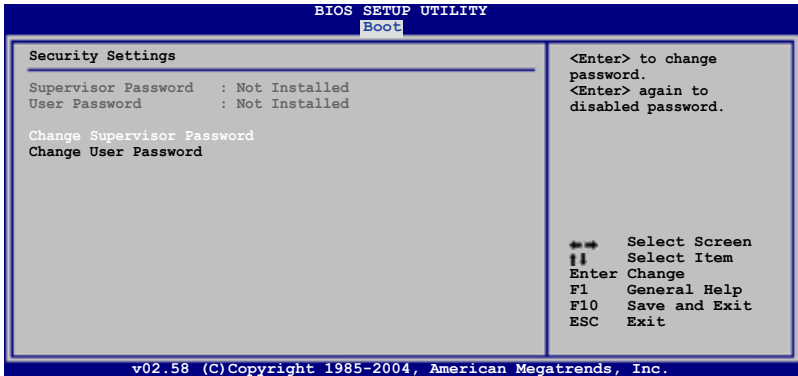 BIOS SETUP UTILITY
Boot
Security Settings
Supervisor Password : Not Installed
User Password : Not Installed
Change Supervisor Password
Change User Password
<Enter> to change
password.
<Enter> again to
disabled password.
Select Screen
Select Item
Enter Change
F1 General Help
F10 Save and Exit
ESC Exit
v02.58 (C)Copyright 1985-2004, American Megatrends, Inc.